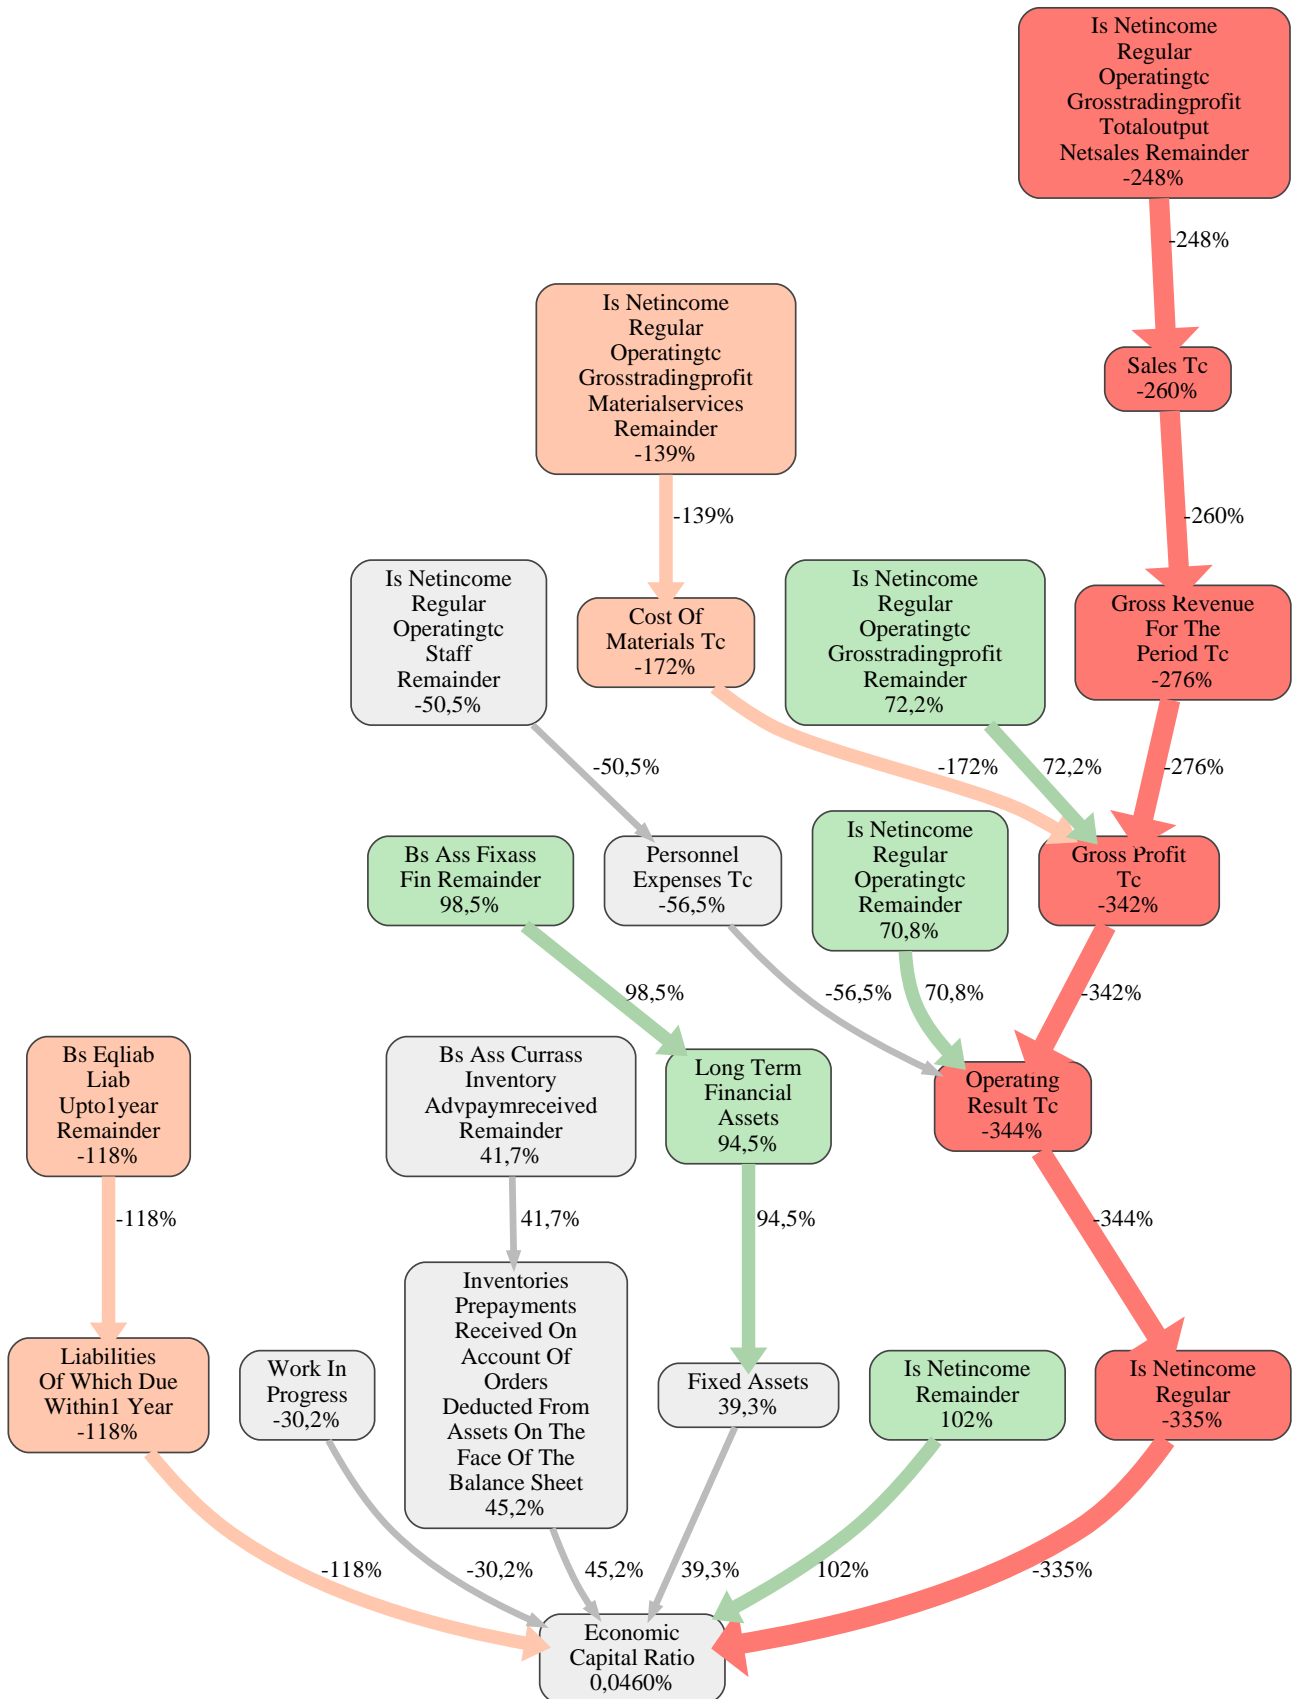 Is Netincome
Regular
Operatingtc
Grosstradingprofit
Totaloutput
Netsales Remainder
-248%
-248%
Is Netincome
Regular
Operatingtc
Grosstradingprofit
Materialservices
Remainder
-139%
Sales Tc
-260%
-139%
-260%
Is Netincome
Regular
Operatingtc
Staff
Remainder
-50,5%
Cost Of
Materials Tc
-172%
Is Netincome
Regular
Operatingtc
Grosstradingprofit
Remainder
72,2%
Gross Revenue
For The
Period Tc
-276%
-50,5%
-172%
72,2%
-276%
Bs Ass Fixass
Fin Remainder
98,5%
Personnel
Expenses Tc
-56,5%
Is Netincome
Regular
Operatingtc
Remainder
70,8%
Gross Profit
Tc
-342%
98,5%
-56,5%
70,8%
-342%
Bs Eqliab
Liab
Upto1year
Remainder
-118%
Bs Ass Currass
Inventory
Advpaymreceived
Remainder
41,7%
Long Term
Financial
Assets
94,5%
Operating
Result Tc
-344%
-118%
41,7%
94,5%
-344%
Liabilities
Of Which Due
Within1 Year
-118%
Work In
Progress
-30,2%
Inventories
Prepayments
Received On
Account Of
Orders
Deducted From
Assets On The
Face Of The
Balance Sheet
45,2%
Fixed Assets
39,3%
Is Netincome
Remainder
102%
Is Netincome
Regular
-335%
-118%
-30,2%
45,2%
39,3%
102%
-335%
Economic
Capital Ratio
0,0460%